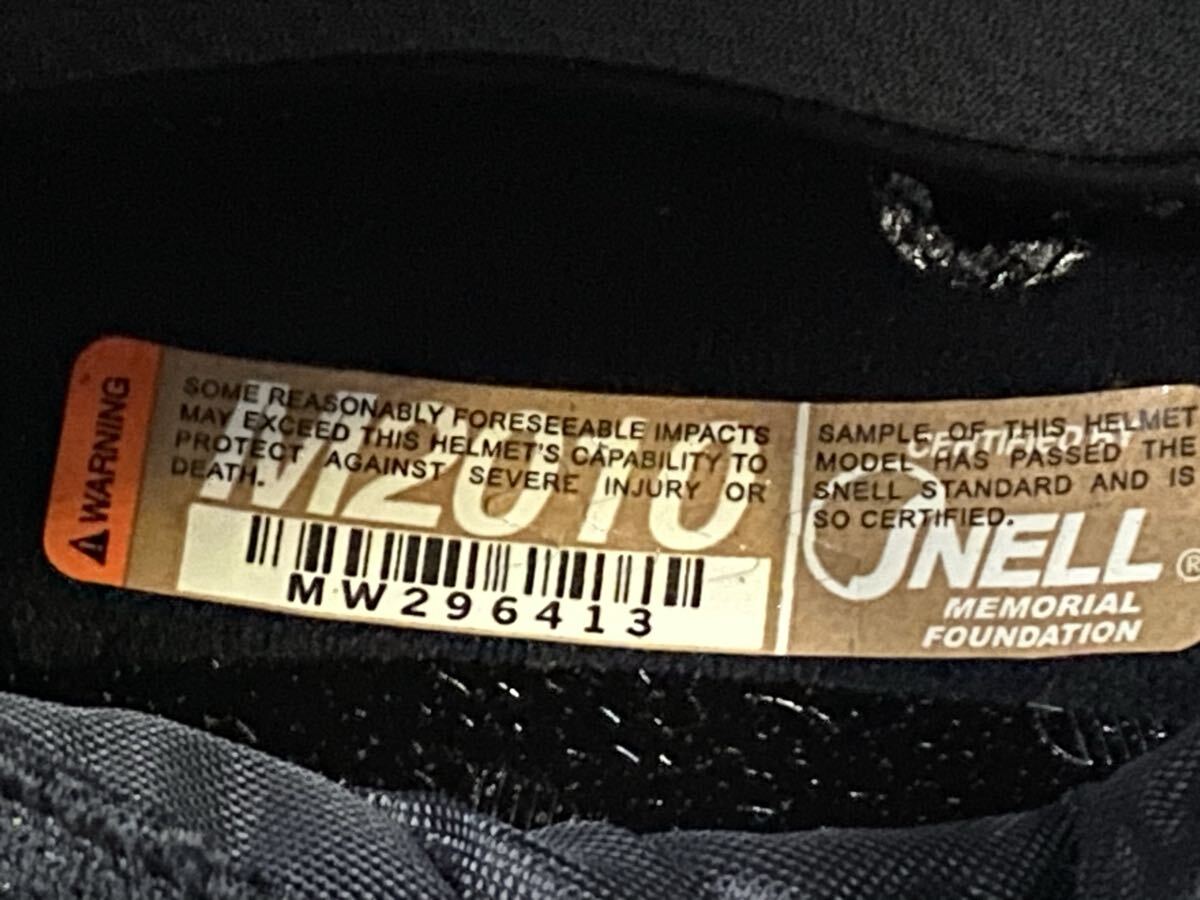 WARNING
M2010
SOME REASONABLY FORESEEABLE IMPACTS
MAY EXCEED THIS HELMET'S CAPABILITY TO
PROTECT AGAINST SEVERE INJURY OR
DEATH.
MW296413
CERTIFIED BY
SAMPLE OF THIS HELMET
MODEL HAS PASSED THE
SNELL STANDARD AND IS
SO CERTIFIED.
SNELL®
MEMORIAL
FOUNDATION